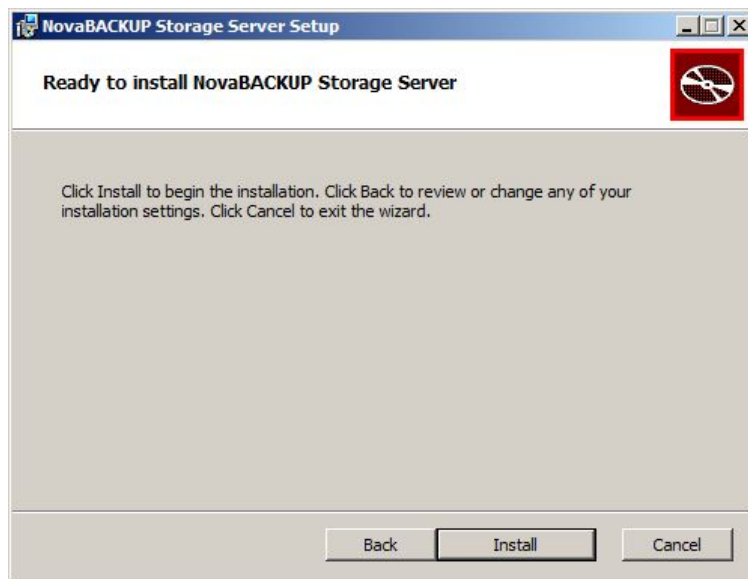 NovaBACKUP Storage Server Setup
Ready to install NovaBACKUP Storage Server
Click Install to begin the installation. Click Back to review or change any of your
installation settings. Click Cancel to exit the wizard.
Back Install Cancel